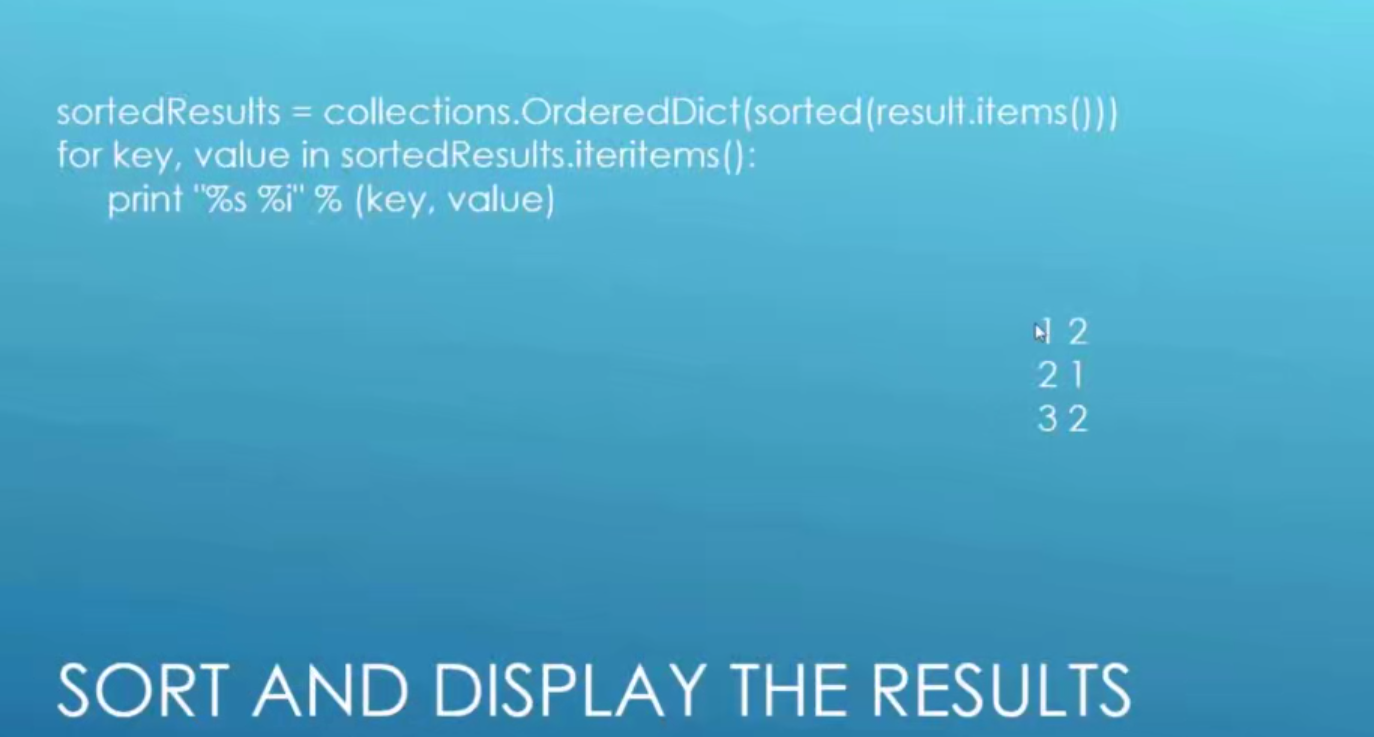 sortedResults = collections.OrderedDict(sorted(result.items()))
for key, value in sortedResults.iteritems():
print "%s %i" % (key, value)
1 2
2 1
3 2
SORT AND DISPLAY THE RESULTS